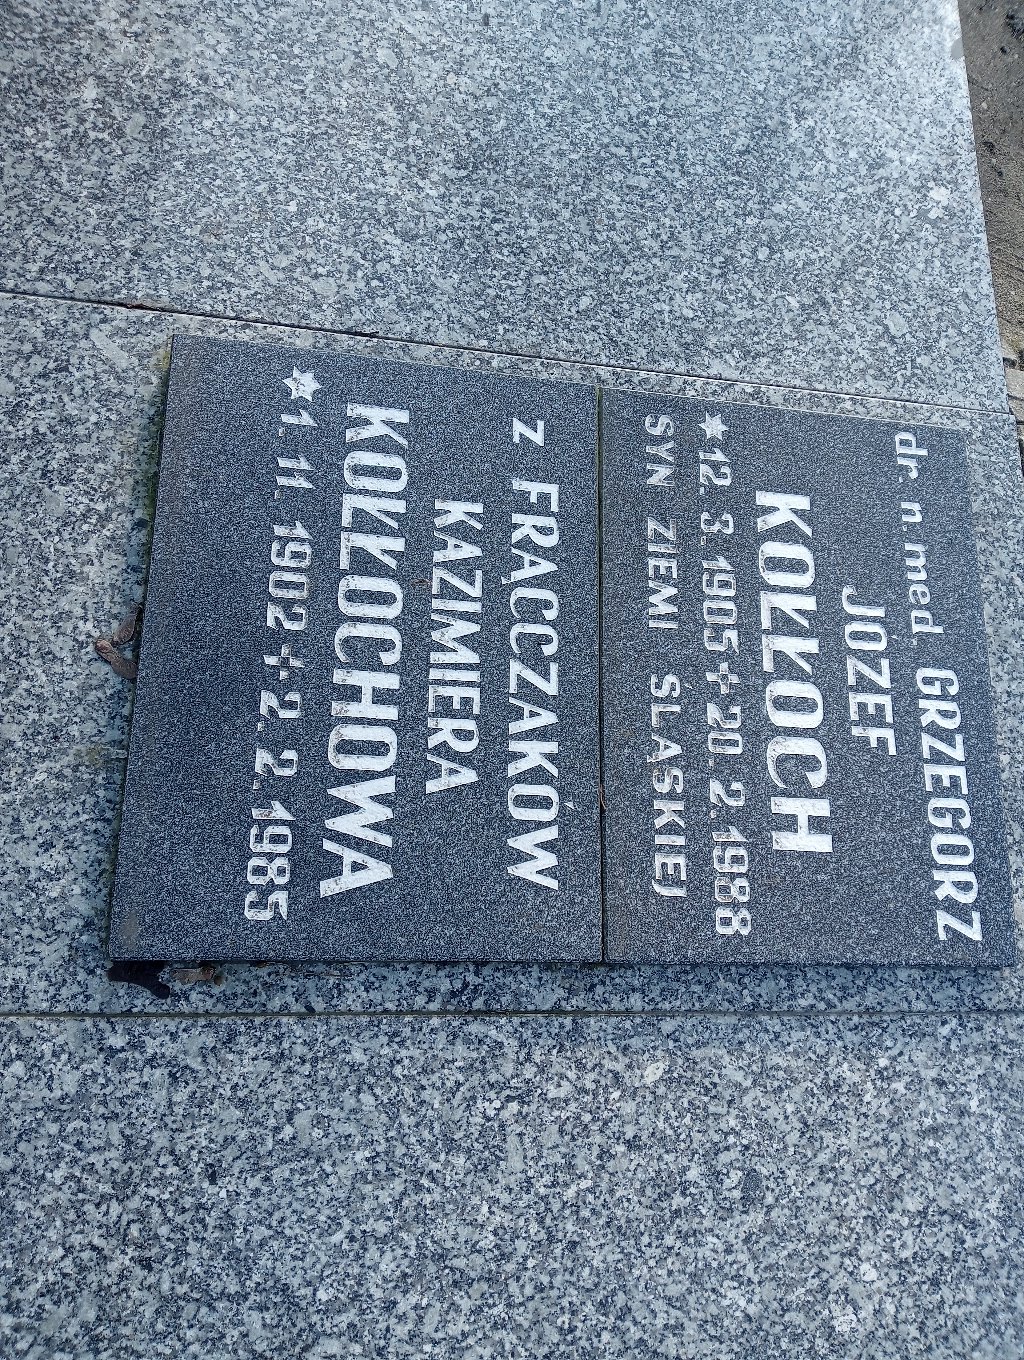 dr. n. med. GRZEGORZ
JÓZEF
KOŁŁOCH
12. 3. 1905 + 20. 2. 1988
SYN ZIEMI ŚLĄSKIEJ
z FRĄCCZAKÓW
KAZIMIERA
KOŁŁOCHOWA
1. 11. 1902 + 2. 2. 1985